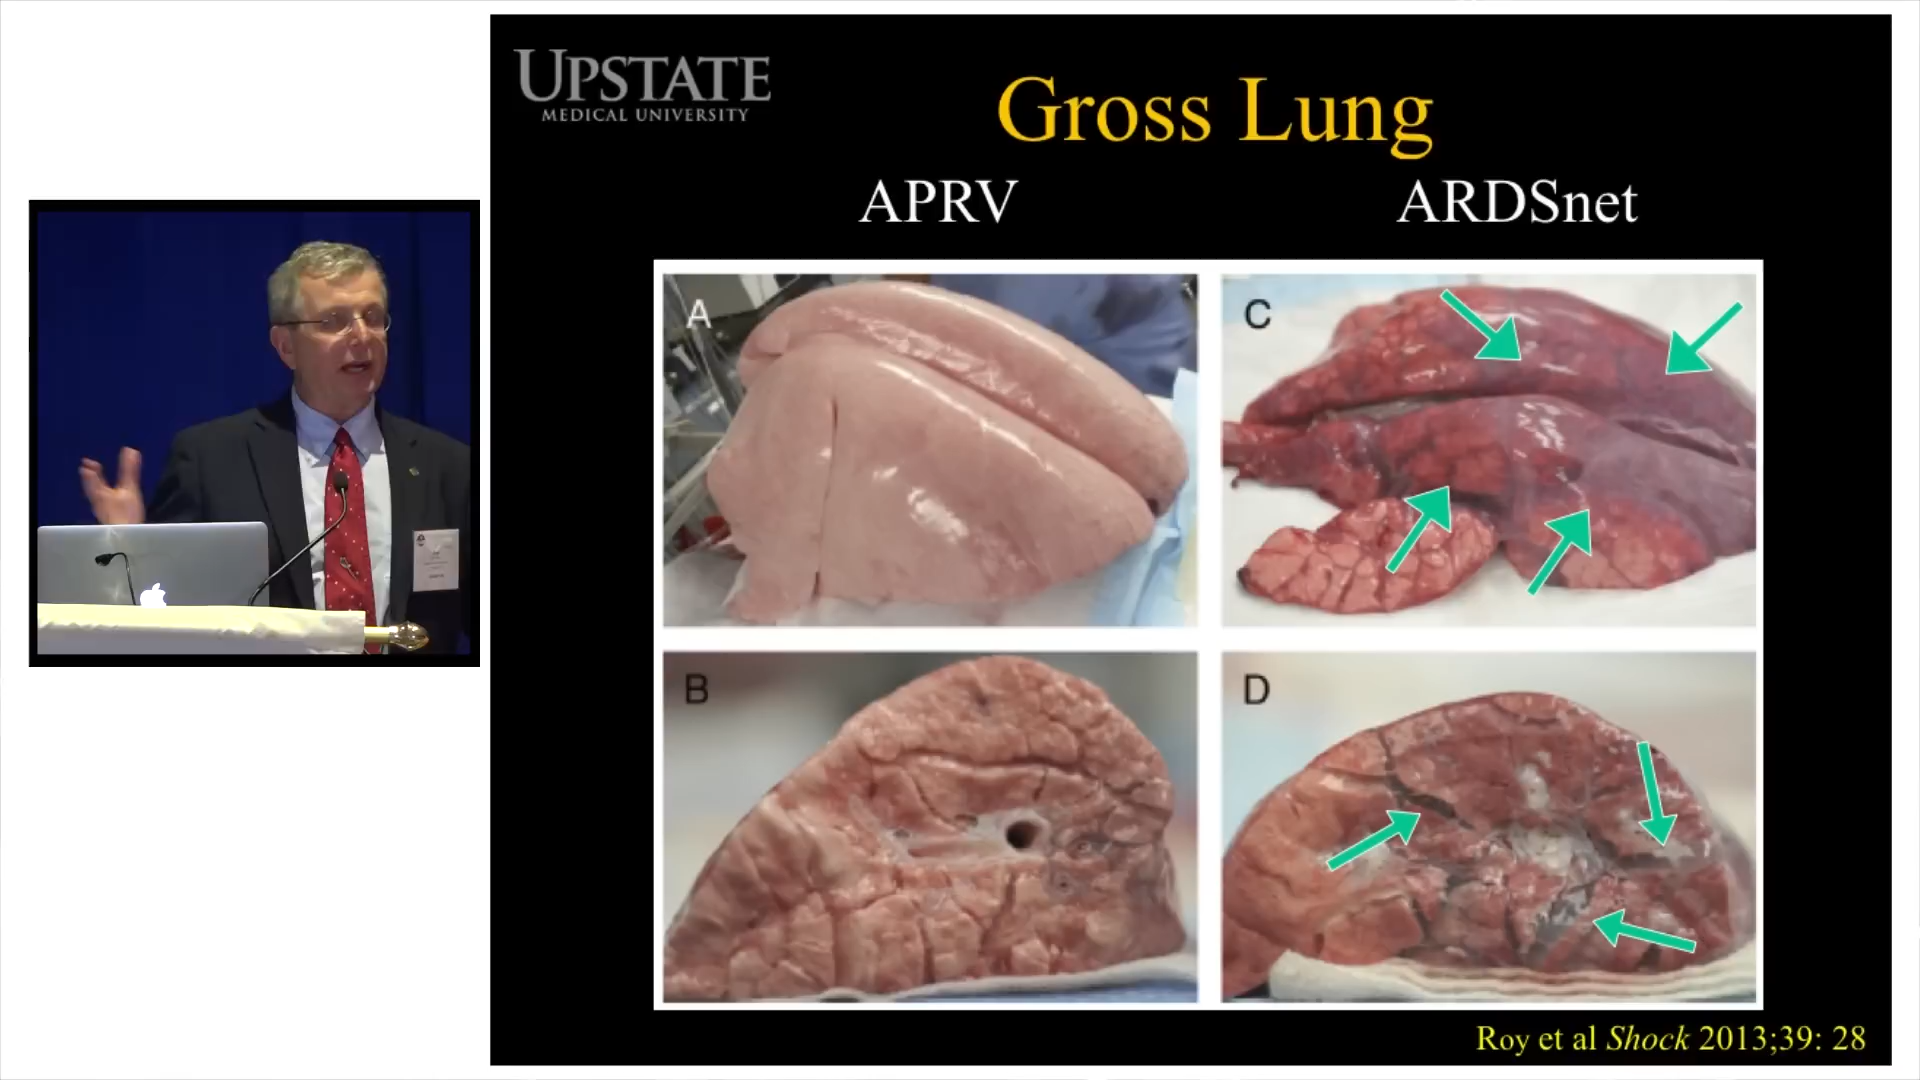 UPSTATE
MEDICAL UNIVERSITY
Gross Lung
APRV
ARDSnet
A
C
B
D
Roy et al Shock 2013;39: 28